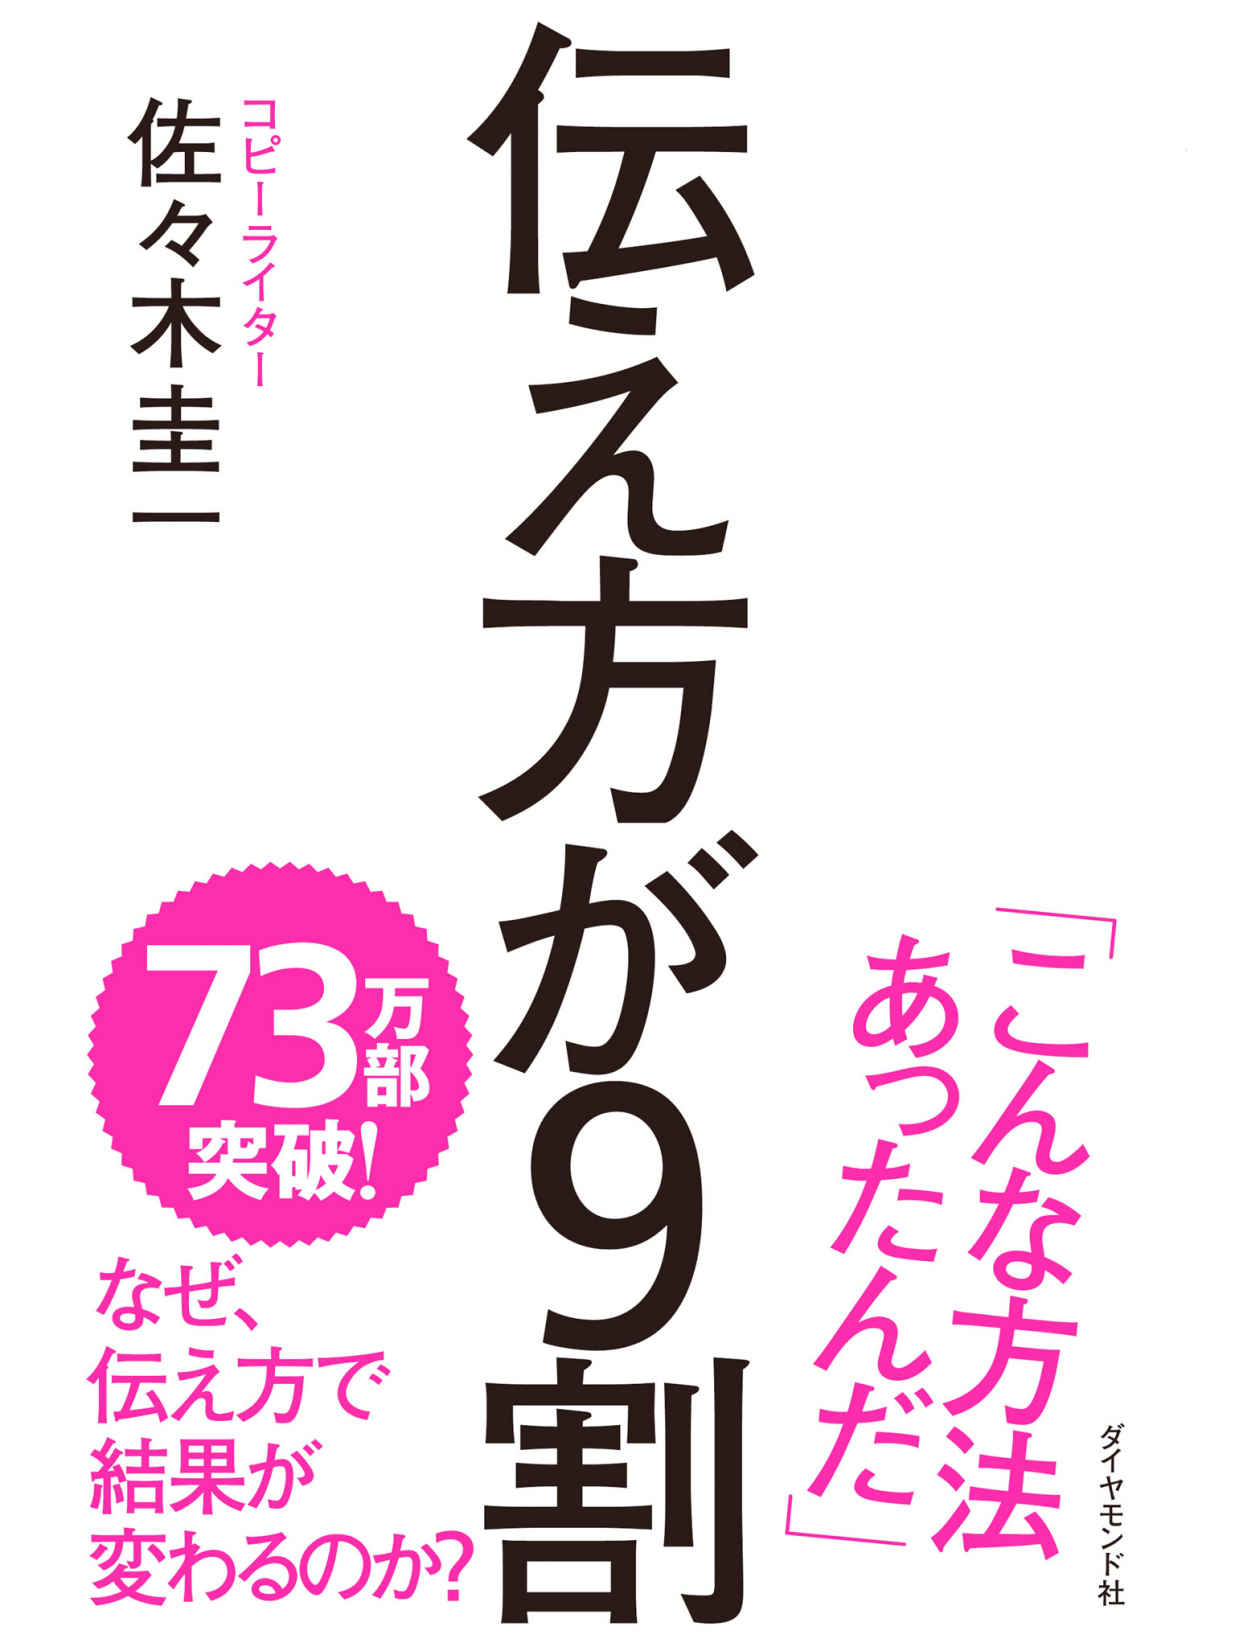 伝え方が9割
コピーライター
佐々木圭一
「こんな方法
あったんだ」
73万部
突破!
なぜ、
伝え方で
結果が
変わるのか?
ダイヤモンド社